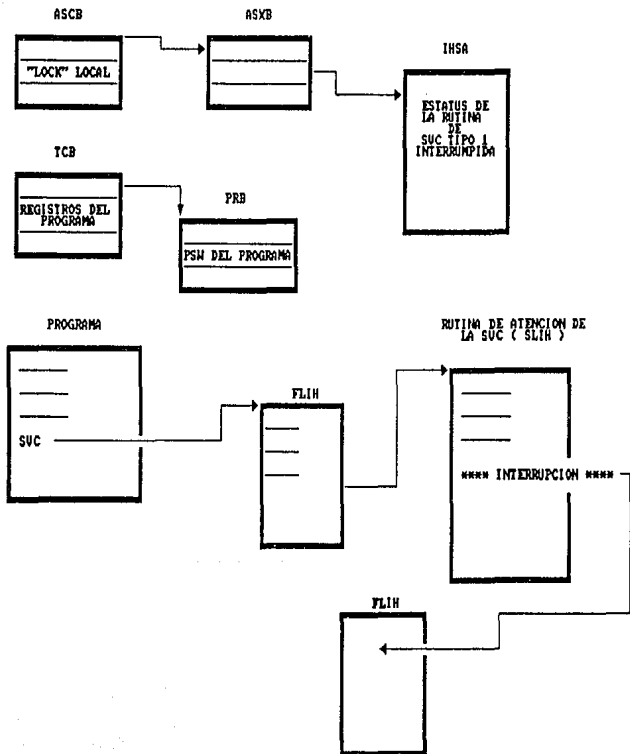 ASCB
ASXB
IHSA
"LOCK" LOCAL
ESTATUS DE
LA RUTINA
DE
SVC TIPO 1
INTERRUMPIDA
TCB
PRB
REGISTROS DEL
PROGRAMA
PSW DEL PROGRAMA
PROGRAMA
RUTINA DE ATENCION DE
LA SVC ( SLIH )
FLIH
SVC
**** INTERRUPCION ****
FLIH